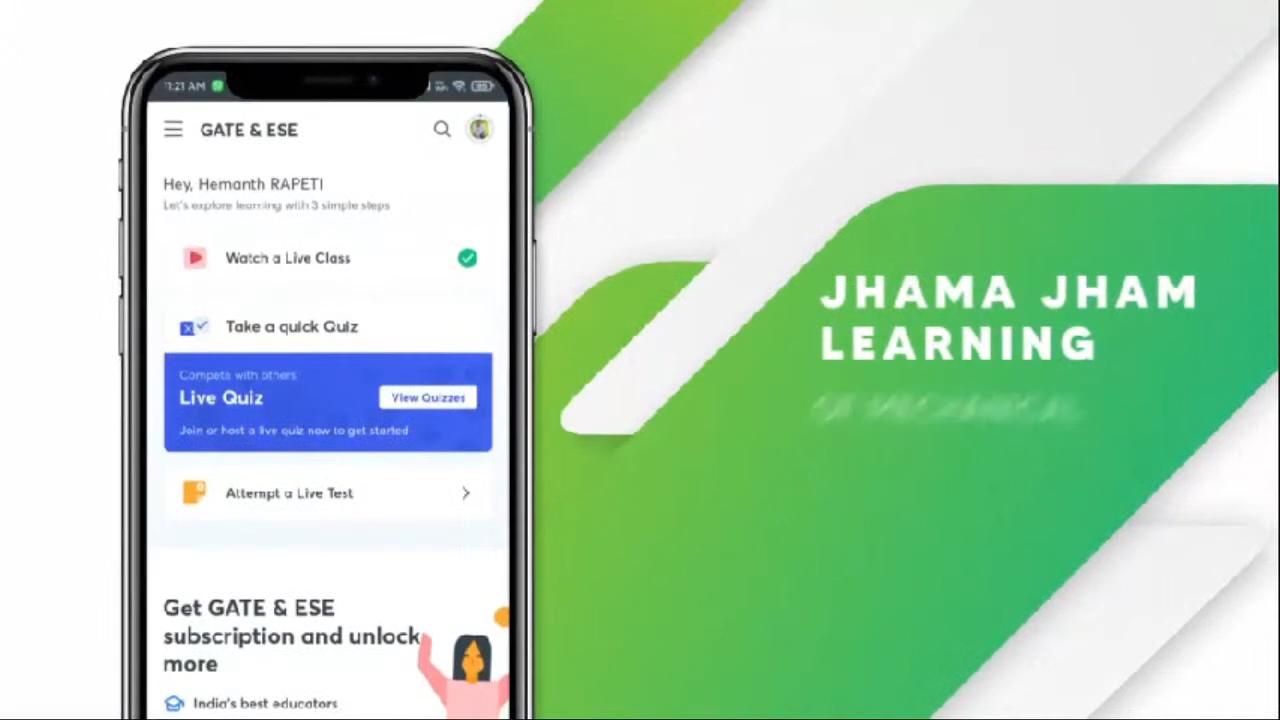 11:21 AM
GATE & ESE
Hey, Hemanth RAPETI
Let's explore learning with 3 simple steps
Watch a Live Class
Take a quick Quiz
Compete with others
Live Quiz
View Quizzes
Join or host a live quiz now to get started
Attempt a Live Test
Get GATE & ESE
subscription and unlock
more
India's best educators
JHAMA JHAM
LEARNING